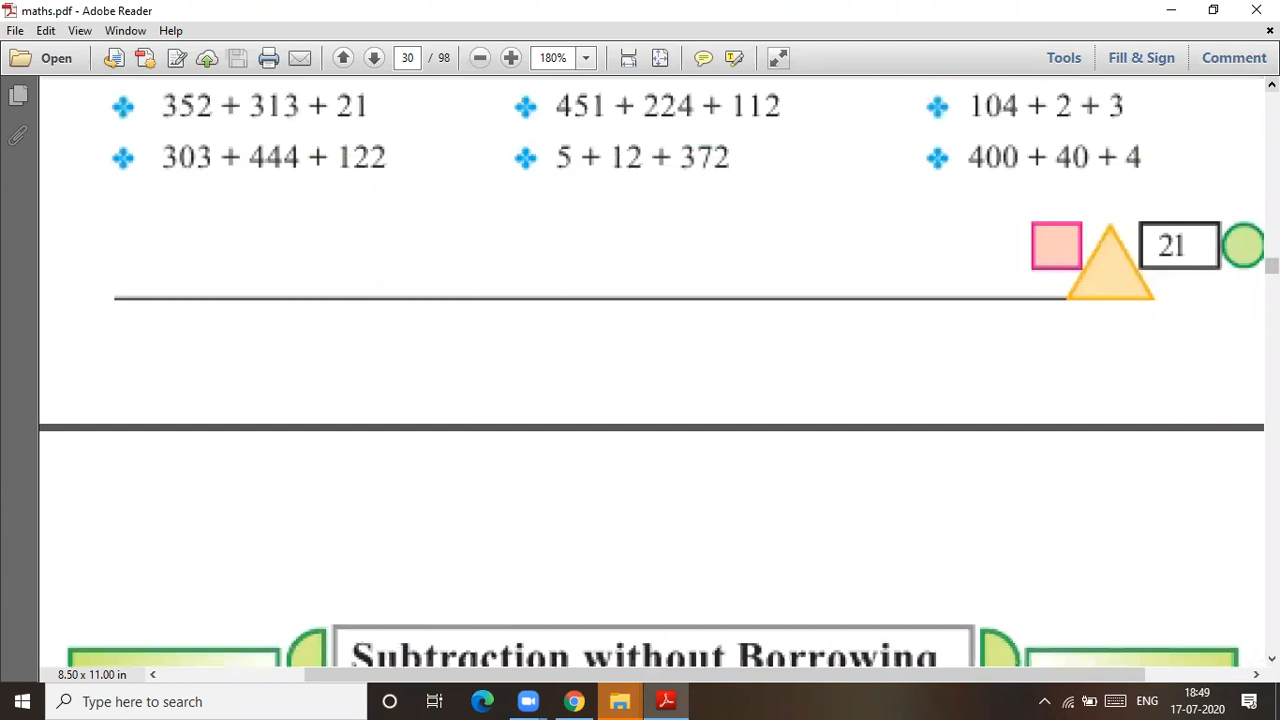 maths.pdf - Adobe Reader
File Edit View Window Help
Open 30 / 98 180% Tools Fill & Sign Comment
352 + 313 + 21 451 + 224 + 112 104 + 2 + 3
303 + 444 + 122 5 + 12 + 372 400 + 40 + 4
21
Subtraction without Borrowing
8.50 x 11.00 in
Type here to search ENG 18:49
17-07-2020